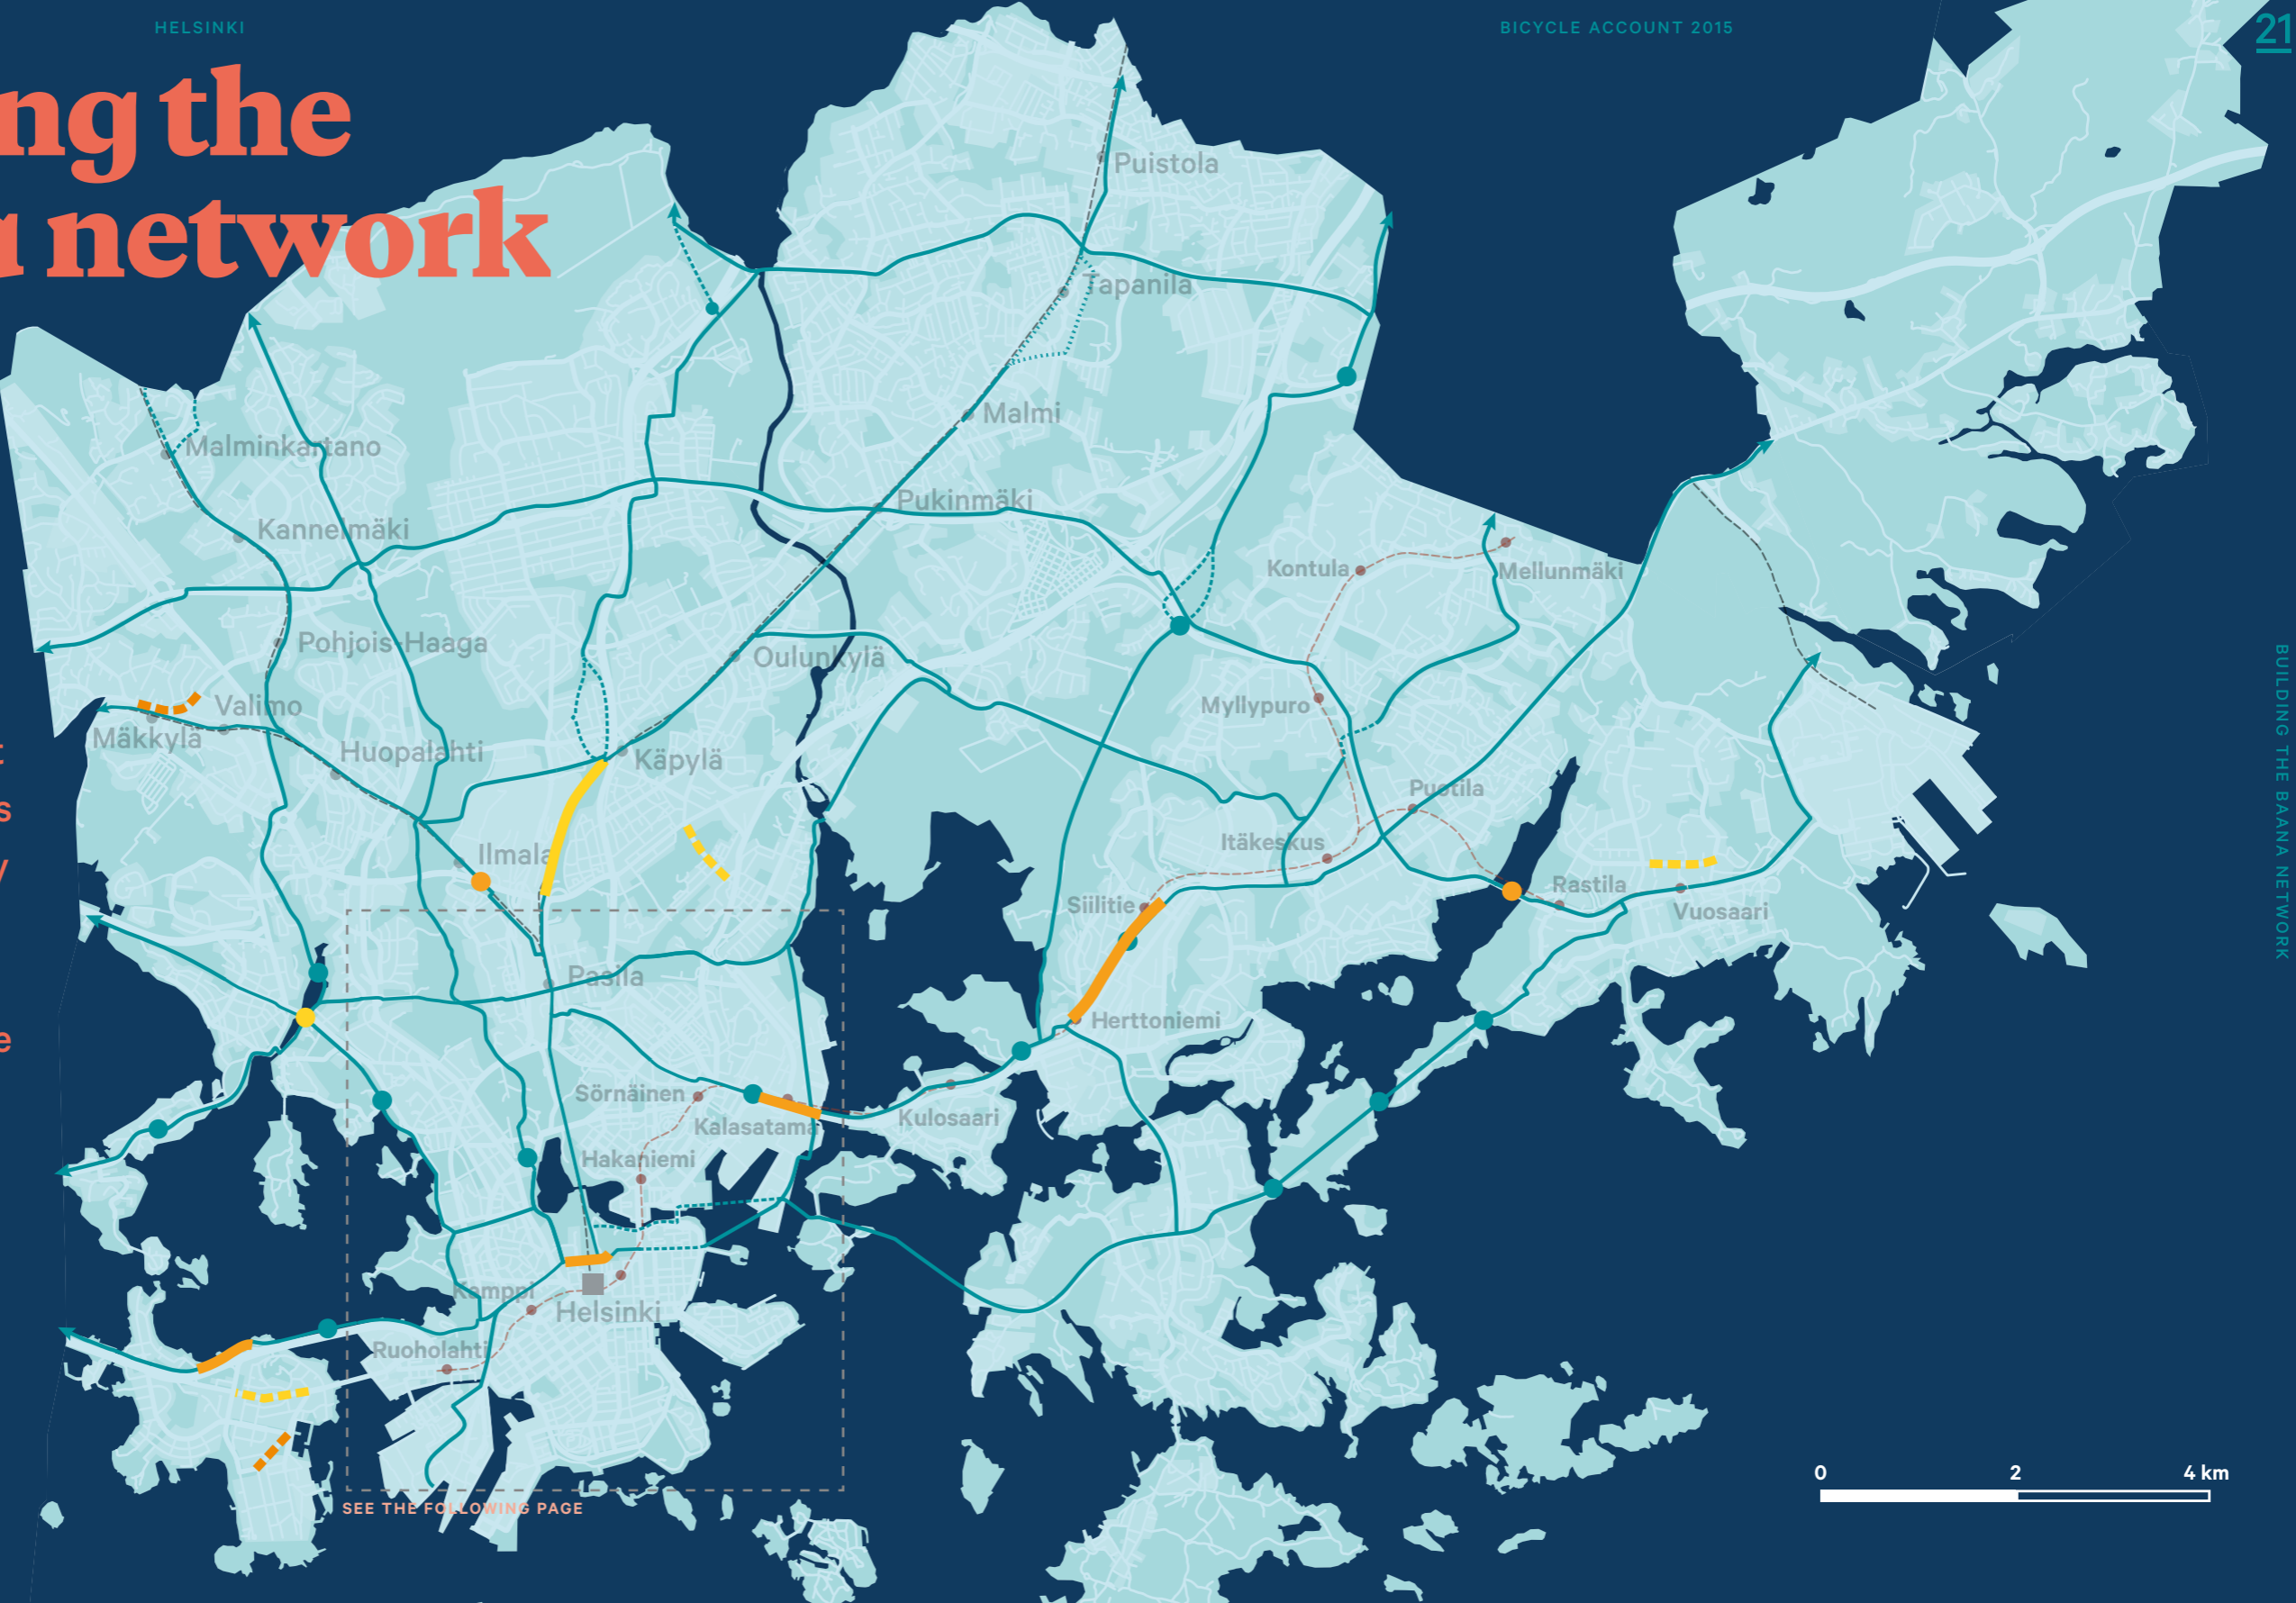 HELSINKI
BICYCLE ACCOUNT 2015
21
ng the
network
Puistola
Tapanila
Malmi
Malminkartano
Pukinmäki
Kannelmäki
Kontula
Mellunmäki
Pohjois-Haaga
Oulunkylä
Valimo
Myllypuro
Mäkkylä
Huopalahti
Käpylä
Puotila
Itäkeskus
Ilmala
Siilitie
Rastila
Vuosaari
Pasila
Herttoniemi
Sörnäinen
Kalasatama
Kulosaari
Hakaniemi
Kamppi
Helsinki
Ruoholahti
SEE THE FOLLOWING PAGE
0 2 4 km
BUILDING THE BAANA NETWORK
s
y
e